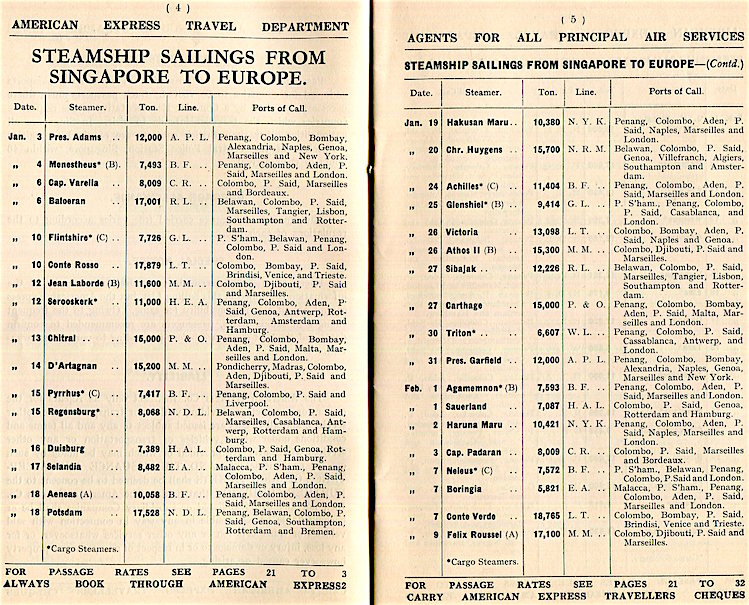 ( 4 )
AMERICAN EXPRESS TRAVEL DEPARTMENT
STEAMSHIP SAILINGS FROM
SINGAPORE TO EUROPE.
Date. Steamer. Ton. Line. Ports of Call.
Jan. 3 Pres. Adams .. 12,000 A. P. L. Penang, Colombo, Bombay,
Alexandria, Naples, Genoa,
Marseilles and New York.
„ 4 Menestheus* (B). 7,493 B. F. .. Penang, Colombo, Aden, P.
Said, Marseilles and London.
„ 6 Cap. Varella .. 8,009 C. R. .. Colombo, P. Said, Marseilles
and Bordeaux.
„ 6 Baloeran .. 17,001 R. L. .. Belawan, Colombo, P. Said,
Marseilles, Tangier, Lisbon,
Southampton and Rotter-
dam.
„ 10 Flintshire* (C) .. 7,726 G. L. .. P. S'ham., Belawan, Penang,
Colombo, P. Said and Lon-
don.
„ 10 Conte Rosso .. 17,879 L. T. .. Colombo, Bombay, P. Said,
Brindisi, Venice, and Trieste.
„ 12 Jean Laborde (B) 11,600 M. M. .. Colombo, Djibouti, P. Said
and Marseilles.
„ 12 Serooskerk* .. 11,000 H. E. A. Penang, Colombo, Aden, P.
Said, Genoa, Antwerp, Rot-
terdam, Amsterdam and
Hamburg.
„ 13 Chitral .. 15,000 P. & O. Penang, Colombo, Bombay,
Aden, P. Said, Malta, Mar-
seilles and London.
„ 14 D'Artagnan .. 15,200 M. M. .. Pondicherry, Madras, Colombo,
Aden, Djibouti, P. Said and
Marseilles.
„ 15 Pyrrhus* (C) .. 7,417 B. F. .. Penang, Colombo, P. Said and
Liverpool.
„ 15 Regensburg* .. 8,068 N. D. L. Belawan, Colombo, P. Said,
Marseilles, Casablanca, Ant-
werp, Rotterdam and Ham-
burg.
„ 16 Duisburg .. 7,389 H. A. L. Colombo, P. Said, Genoa, Rot-
terdam and Hamburg.
„ 17 Selandia .. 8,482 E. A. .. Malacca, P. S'ham., Penang,
Colombo, Aden, P. Said,
Marseilles and London.
„ 18 Aeneas (A) .. 10,058 B. F. .. Penang, Colombo, Aden, P.
Said, Marseilles and London.
„ 18 Potsdam .. 17,528 N. D. L. Penang, Belawan, Colombo, P.
Said, Genoa, Southampton,
Rotterdam and Bremen.
*Cargo Steamers.
FOR PASSAGE RATES SEE PAGES 21 TO 3
ALWAYS BOOK THROUGH AMERICAN EXPRESS2
( 5 )
AGENTS FOR ALL PRINCIPAL AIR SERVICES
STEAMSHIP SAILINGS FROM SINGAPORE TO EUROPE—(Contd.)
Date. Steamer. Ton. Line. Ports of Call.
Jan. 19 Hakusan Maru.. 10,380 N. Y. K. Penang, Colombo, Aden, P.
Said, Naples, Marseilles and
London.
„ 20 Chr. Huygens .. 15,700 N. R. M. Belawan, Colombo, P. Said,
Genoa, Villefranch, Algiers,
Southampton and Amster-
dam.
„ 24 Achilles* (C) .. 11,404 B. F. .. Penang, Colombo, Aden, P.
Said, Marseilles and London.
„ 25 Glenshiel* (B) .. 9,414 G. L. .. P. S'ham., Penang, Colombo,
P. Said, Casablanca, and
London.
„ 26 Victoria .. 13,098 L. T. .. Colombo, Bombay, Aden, P.
Said, Naples and Genoa.
„ 26 Athos II (B) .. 15,300 M. M. .. Colombo, Djibouti, P. Said and
Marseilles.
„ 27 Sibajak .. 12,226 R. L. .. Belawan, Colombo, P. Said,
Marseilles, Tangier, Lisbon,
Southampton and Rotter-
dam.
„ 27 Carthage .. 15,000 P. & O. Penang, Colombo, Bombay,
Aden, P. Said, Malta, Mar-
seilles and London.
„ 30 Triton* .. 6,607 W. L. .. Penang, Colombo, P. Said,
Cassablanca, Antwerp, and
London.
„ 31 Pres. Garfield .. 12,000 A. P. L. Penang, Colombo, Bombay,
Alexandria, Naples, Genoa,
Marseilles and New York.
Feb. 1 Agamemnon* (B) 7,593 B. F. .. Penang, Colombo, Aden, P.
Said, Marseilles and London.
„ 1 Sauerland .. 7,087 H. A. L. Colombo, P. Said, Genoa,
Rotterdam and Hamburg.
„ 2 Haruna Maru .. 10,421 N. Y. K. Penang, Colombo, Aden, P.
Said, Naples, Marseilles and
London.
„ 3 Cap. Padaran .. 8,009 C. R. .. Colombo, P. Said, Marseilles
and Bordeaux.
„ 7 Neleus* (C) .. 7,572 B. F. .. P. S'ham., Belawan, Penang,
Colombo, P. Said and London.
„ 7 Boringia .. 5,821 E. A. .. Malacca, P. S'ham., Penang,
Colombo, Aden, P. Said,
Marseilles and London.
„ 7 Conte Verde .. 18,765 L. T. .. Colombo, Bombay, P. Said,
Brindisi, Venice and Trieste.
„ 9 Felix Roussel (A) 17,100 M. M. .. Colombo, Djibouti, P. Said and
Marseilles.
*Cargo Steamers.
FOR PASSAGE RATES SEE PAGES 21 TO 32
CARRY AMERICAN EXPRESS TRAVELLERS CHEQUES